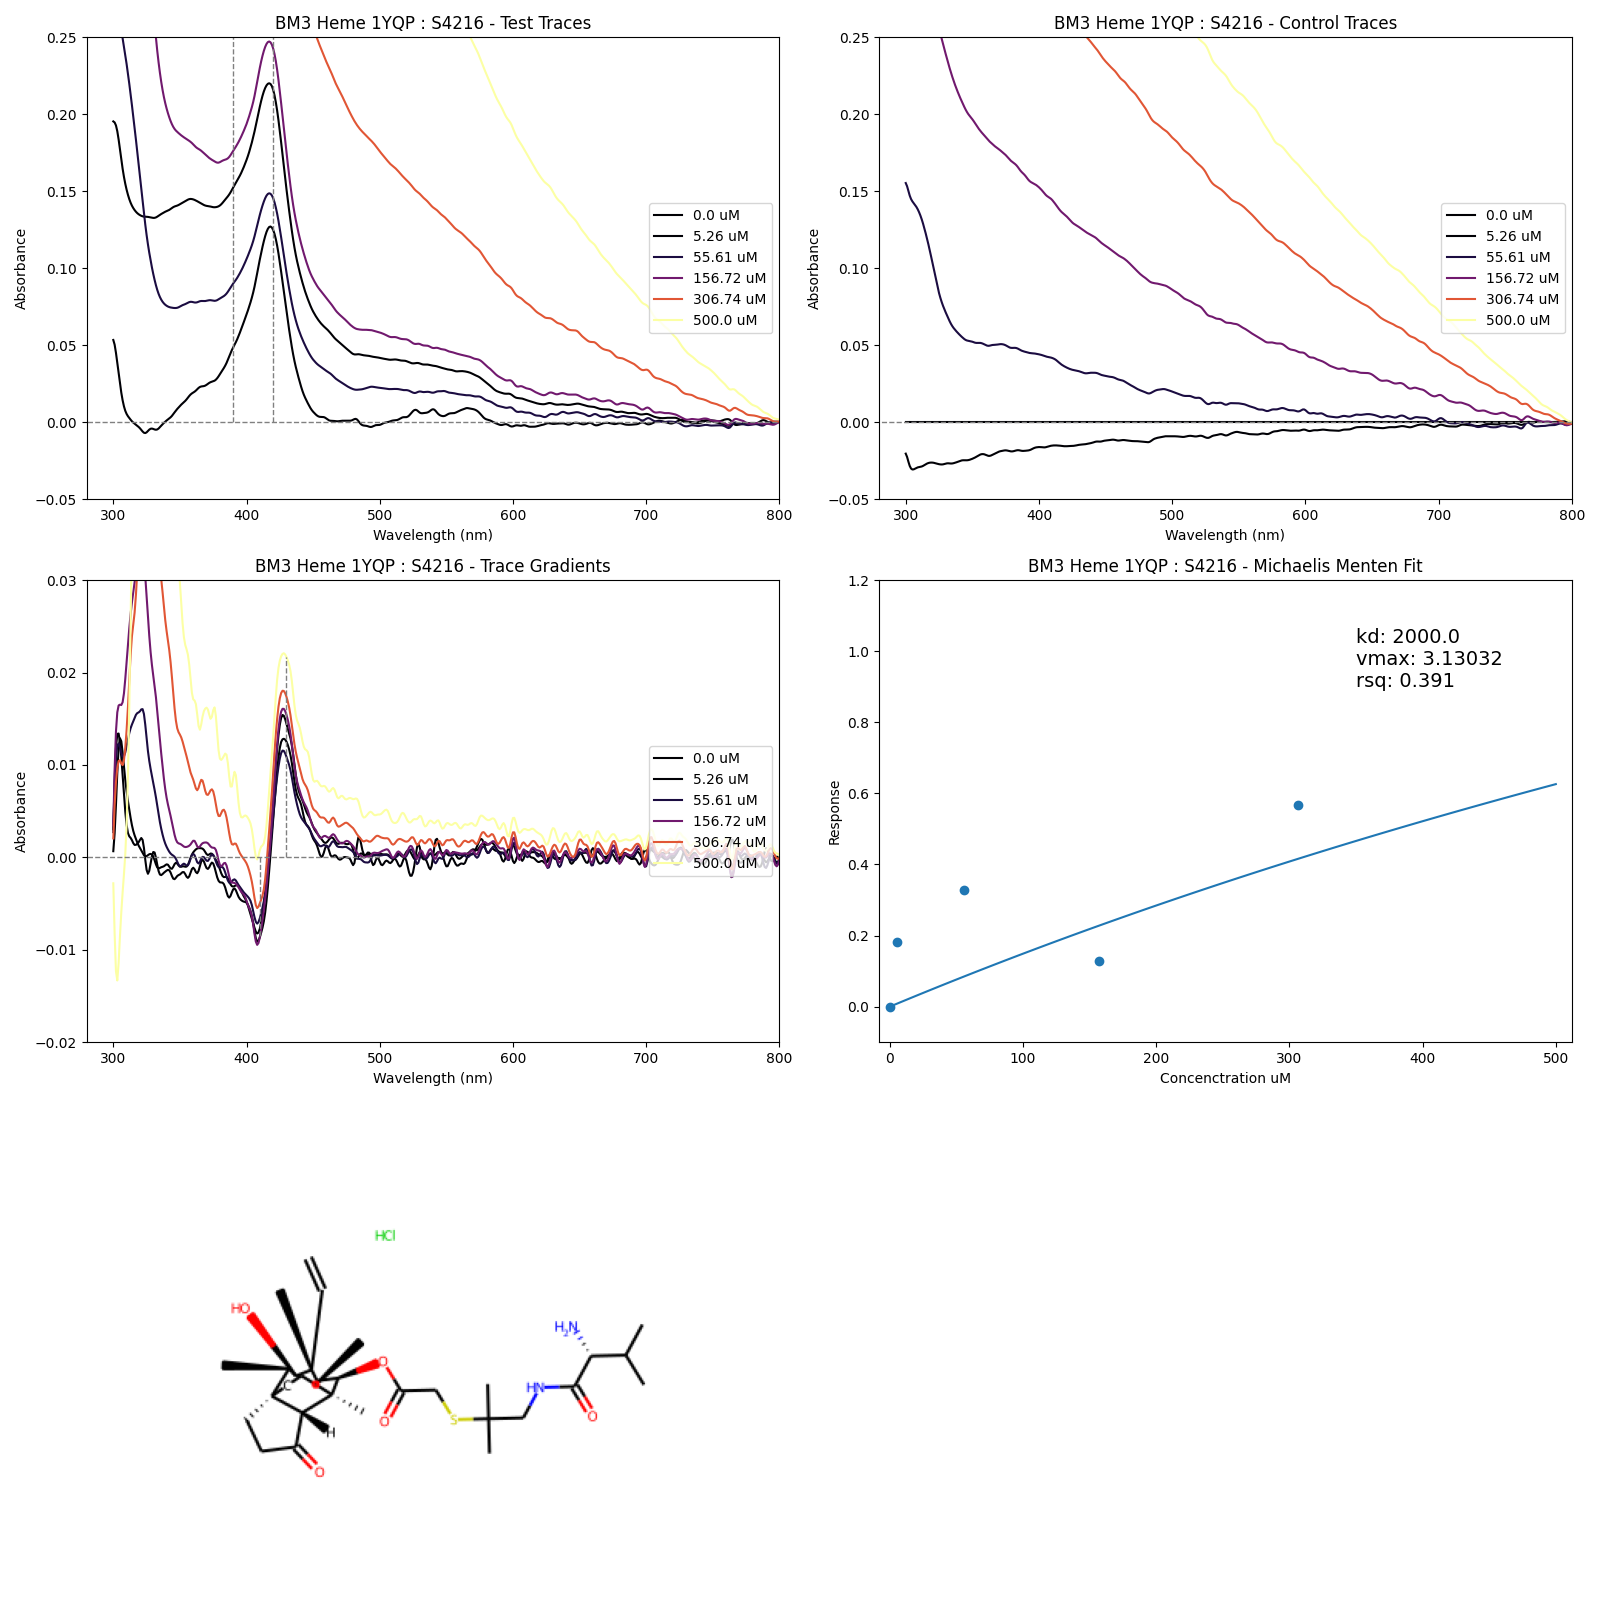 BM3 Heme 1YQP : S4216 - Test Traces
Absorbance
0.25
0.20
0.15
0.10
0.05
0.00
−0.05
300 400 500 600 700 800
Wavelength (nm)
0.0 uM
5.26 uM
55.61 uM
156.72 uM
306.74 uM
500.0 uM
BM3 Heme 1YQP : S4216 - Control Traces
Absorbance
0.25
0.20
0.15
0.10
0.05
0.00
−0.05
300 400 500 600 700 800
Wavelength (nm)
0.0 uM
5.26 uM
55.61 uM
156.72 uM
306.74 uM
500.0 uM
BM3 Heme 1YQP : S4216 - Trace Gradients
Absorbance
0.03
0.02
0.01
0.00
−0.01
−0.02
300 400 500 600 700 800
Wavelength (nm)
0.0 uM
5.26 uM
55.61 uM
156.72 uM
306.74 uM
500.0 uM
BM3 Heme 1YQP : S4216 - Michaelis Menten Fit
Response
1.2
1.0
0.8
0.6
0.4
0.2
0.0
0 100 200 300 400 500
Concenctration uM
kd: 2000.0
vmax: 3.13032
rsq: 0.391
HCl
HO
H2N
O
C
HN
O
S
O
H
O